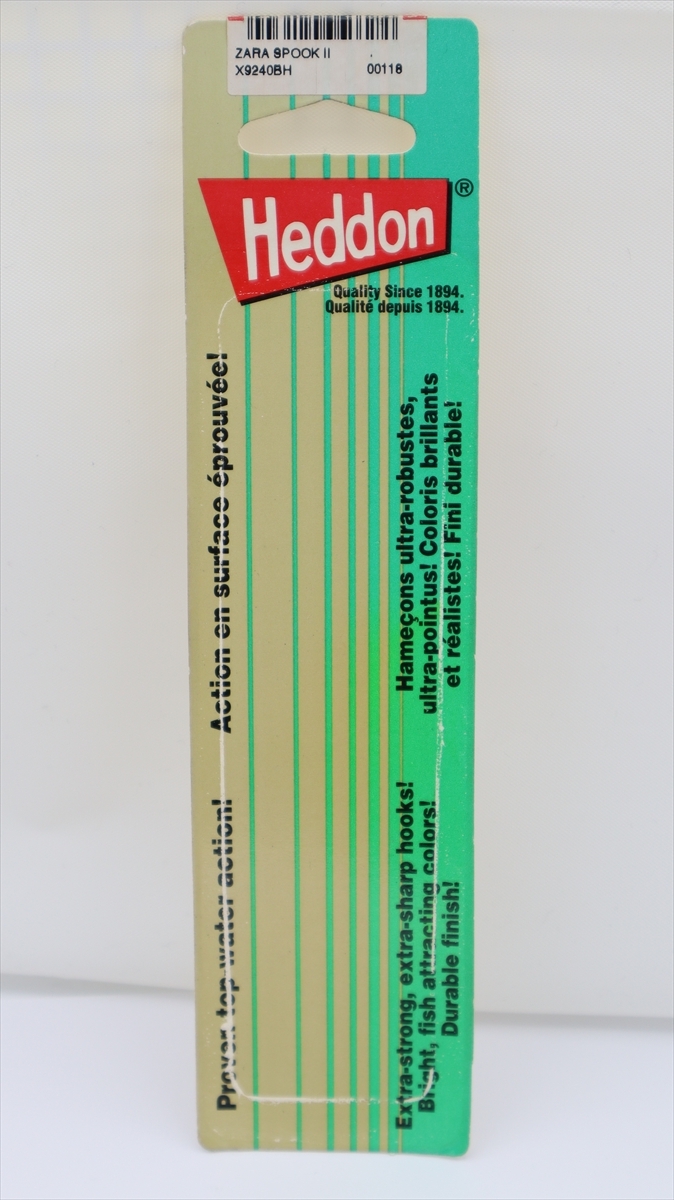 ZARA SPOOK II
X9240BH 00118
Heddon®
Quality Since 1894.
Qualité depuis 1894.
Action en surface éprouvée!
Proven top water action!
Hameçons ultra-robustes,
ultra-pointus! Coloris brillants
et réalistes! Fini durable!
Extra-strong, extra-sharp hooks!
Bright, fish attracting colors!
Durable finish!